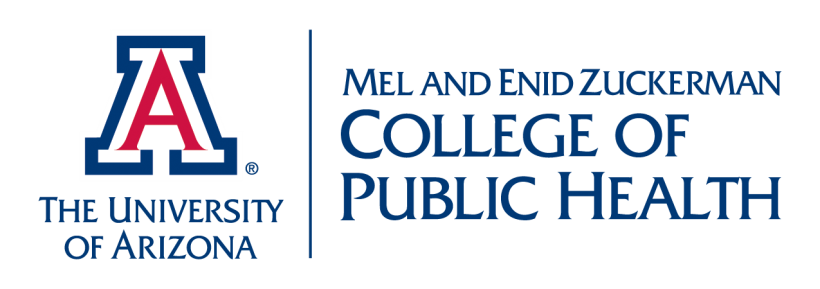 A®
THE UNIVERSITY
OF ARIZONA
MEL AND ENID ZUCKERMAN
COLLEGE OF
PUBLIC HEALTH